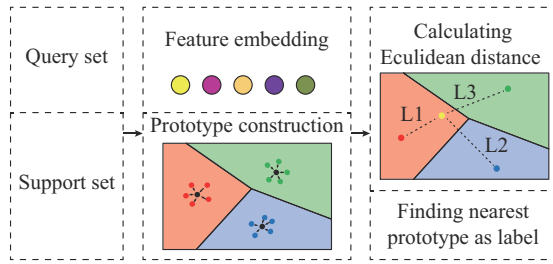 Query set
Support set
Feature embedding
Prototype construction
Calculating
Eculidean distance
L1
L3
L2
Finding nearest
prototype as label